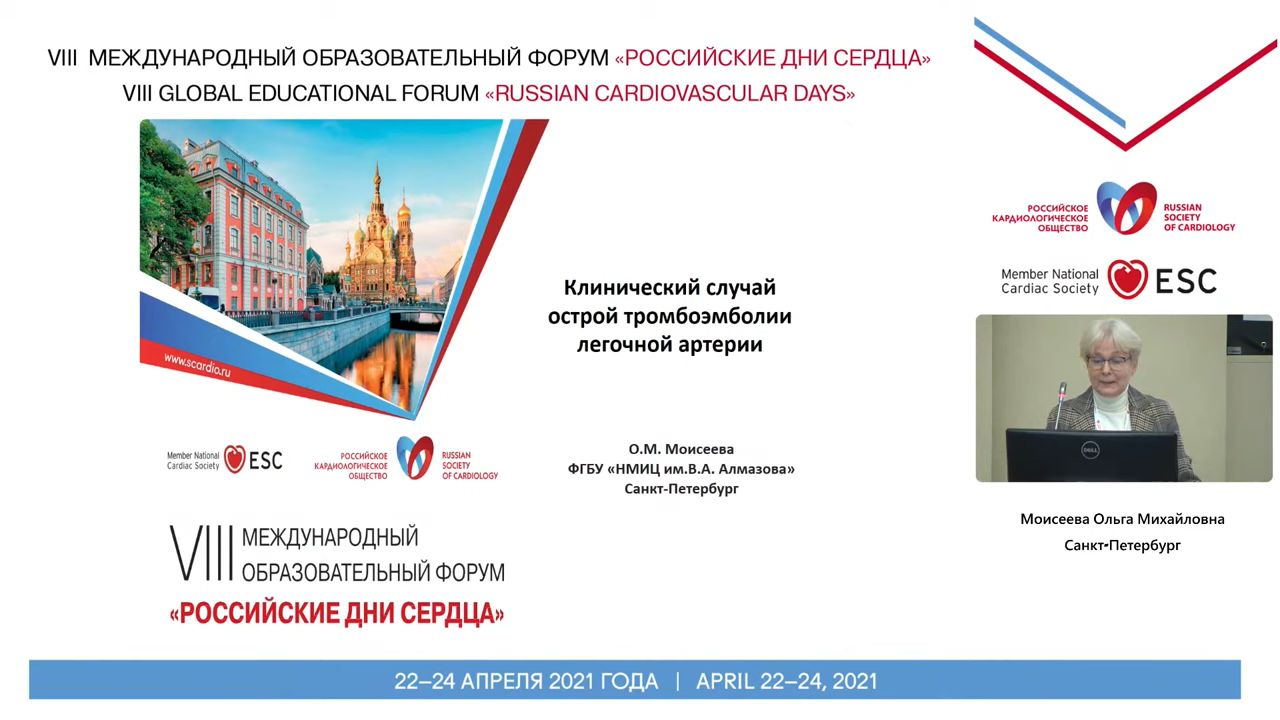 VIII МЕЖДУНАРОДНЫЙ ОБРАЗОВАТЕЛЬНЫЙ ФОРУМ «РОССИЙСКИЕ ДНИ СЕРДЦА»
VIII GLOBAL EDUCATIONAL FORUM «RUSSIAN CARDIOVASCULAR DAYS»
www.scardio.ru
Клинический случай
острой тромбоэмболии
легочной артерии
Member National
Cardiac Society
ESC
РОССИЙСКОЕ
КАРДИОЛОГИЧЕСКОЕ
ОБЩЕСТВО
RUSSIAN
SOCIETY
OF CARDIOLOGY
О.М. Моисеева
ФГБУ «НМИЦ им.В.А. Алмазова»
Санкт-Петербург
VIII МЕЖДУНАРОДНЫЙ
ОБРАЗОВАТЕЛЬНЫЙ ФОРУМ
«РОССИЙСКИЕ ДНИ СЕРДЦА»
РОССИЙСКОЕ
КАРДИОЛОГИЧЕСКОЕ
ОБЩЕСТВО
RUSSIAN
SOCIETY
OF CARDIOLOGY
Member National
Cardiac Society
ESC
DELL
Моисеева Ольга Михайловна
Санкт-Петербург
22–24 АПРЕЛЯ 2021 ГОДА | APRIL 22–24, 2021